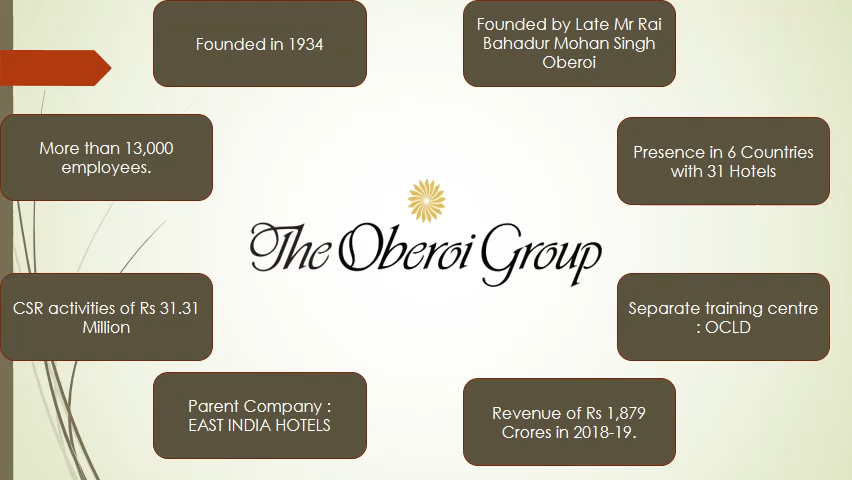 Founded in 1934
Founded by Late Mr Rai
Bahadur Mohan Singh
Oberoi
More than 13,000
employees.
Presence in 6 Countries
with 31 Hotels
The Oberoi Group
CSR activities of Rs 31.31
Million
Separate training centre
: OCLD
Parent Company :
EAST INDIA HOTELS
Revenue of Rs 1,879
Crores in 2018-19.